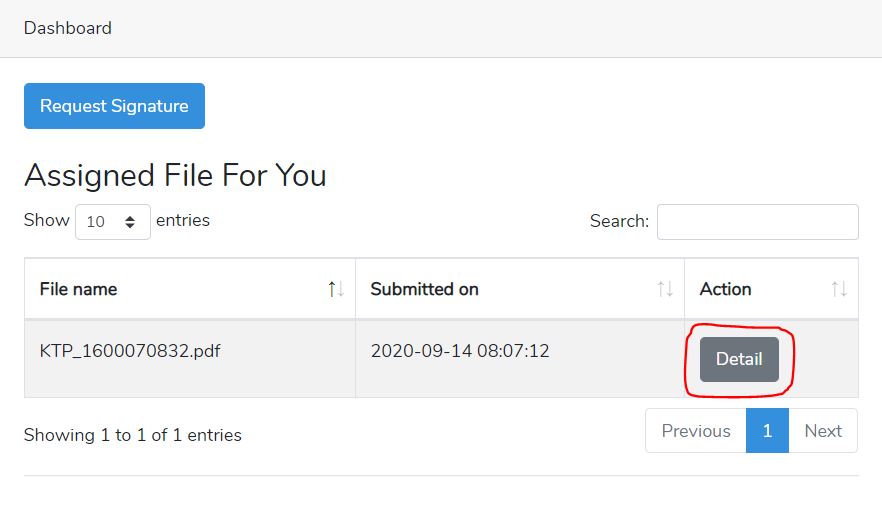 Dashboard
Request Signature
Assigned File For You
Show 10 entries Search:
File name Submitted on Action
KTP_1600070832.pdf 2020-09-14 08:07:12 Detail
Showing 1 to 1 of 1 entries Previous 1 Next